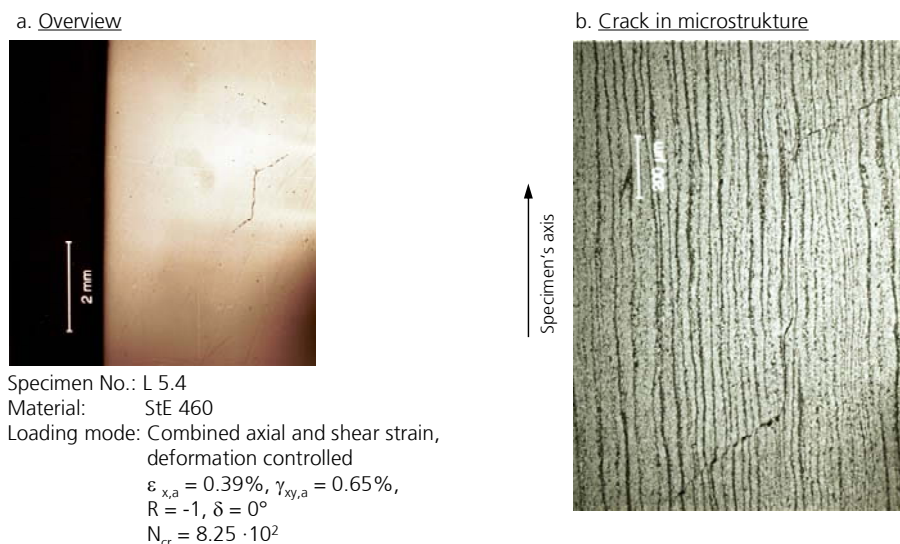 a. Overview
b. Crack in microstrukture
2 mm
200 µm
Specimen's axis
Specimen No.: L 5.4
Material: StE 460
Loading mode: Combined axial and shear strain,
deformation controlled
ε x,a = 0.39%, γxy,a = 0.65%,
R = -1, δ = 0°
Ncr = 8.25 ·10²